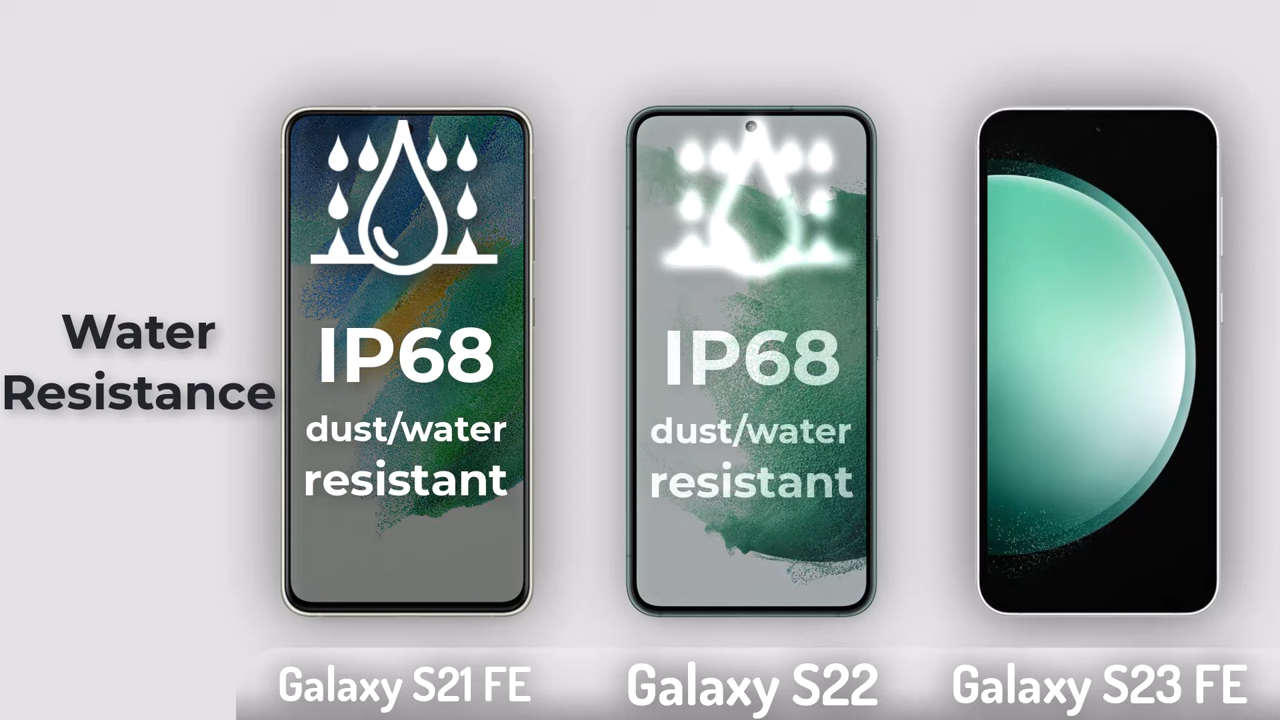 Water
Resistance
IP68
dust/water
resistant
IP68
dust/water
resistant
Galaxy S21 FE
Galaxy S22
Galaxy S23 FE